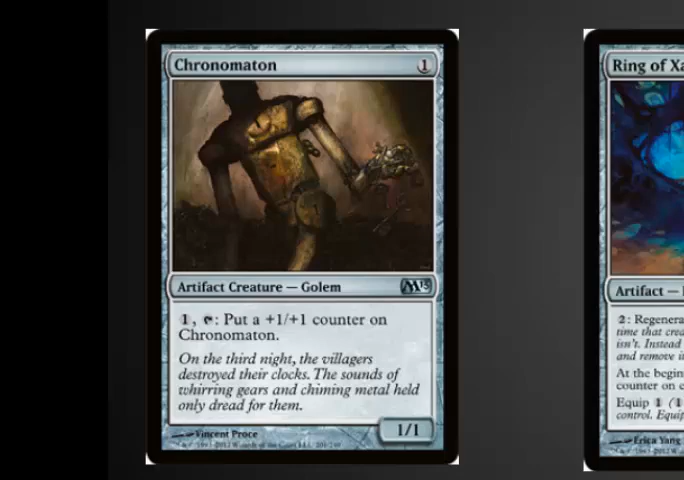 Chronomaton 1
Artifact Creature — Golem M13
1, : Put a +1/+1 counter on
Chronomaton.
On the third night, the villagers
destroyed their clocks. The sounds of
whirring gears and chiming metal held
only dread for them.
1/1
Vincent Proce
Ring of Xa
Artifact —
2: Regenera
time that crea
isn't. Instead
and remove i
At the begin
counter on e
Equip 1 (1
control. Equip
Erica Yang